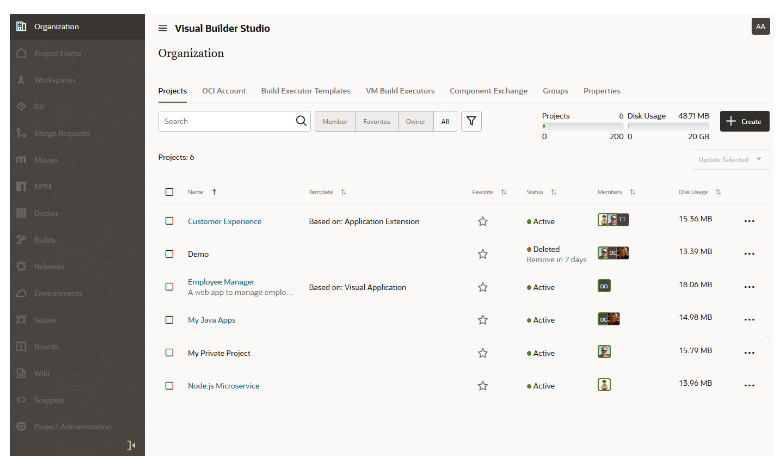 Organization
Project Home
Workspaces
Git
Merge Requests
Maven
NPM
Docker
Builds
Releases
Environments
Issues
Boards
Wiki
Snippets
Project Administration
Visual Builder Studio
AA
Organization
Projects OCI Account Build Executor Templates VM Build Executors Component Exchange Groups Properties
Search Member Favorites Owner All
Projects 6 Disk Usage 48.71 MB
0 200 0 20 GB
Create
Projects: 6
Update Selected
Name Template Favorite Status Members Disk Usage
Customer Experience Based on: Application Extension Active TT 15.36 MB
Demo Deleted 13.39 MB
Remove in 7 days
Employee Manager Based on: Visual Application Active 18.06 MB
A web app to manage emplo...
My Java Apps Active 14.98 MB
My Private Project Active 15.79 MB
Node.js Microservice Active 13.96 MB